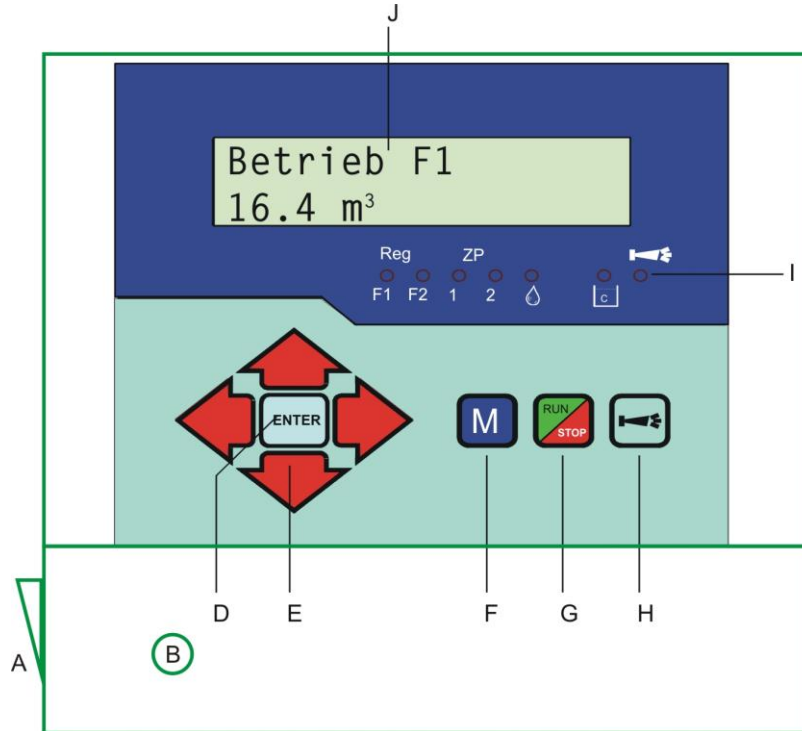 J
Betrieb F1
16.4 m³
Reg ZP
F1 F2 1 2 c
I
ENTER
M
RUN
STOP
D E F G H
A
B